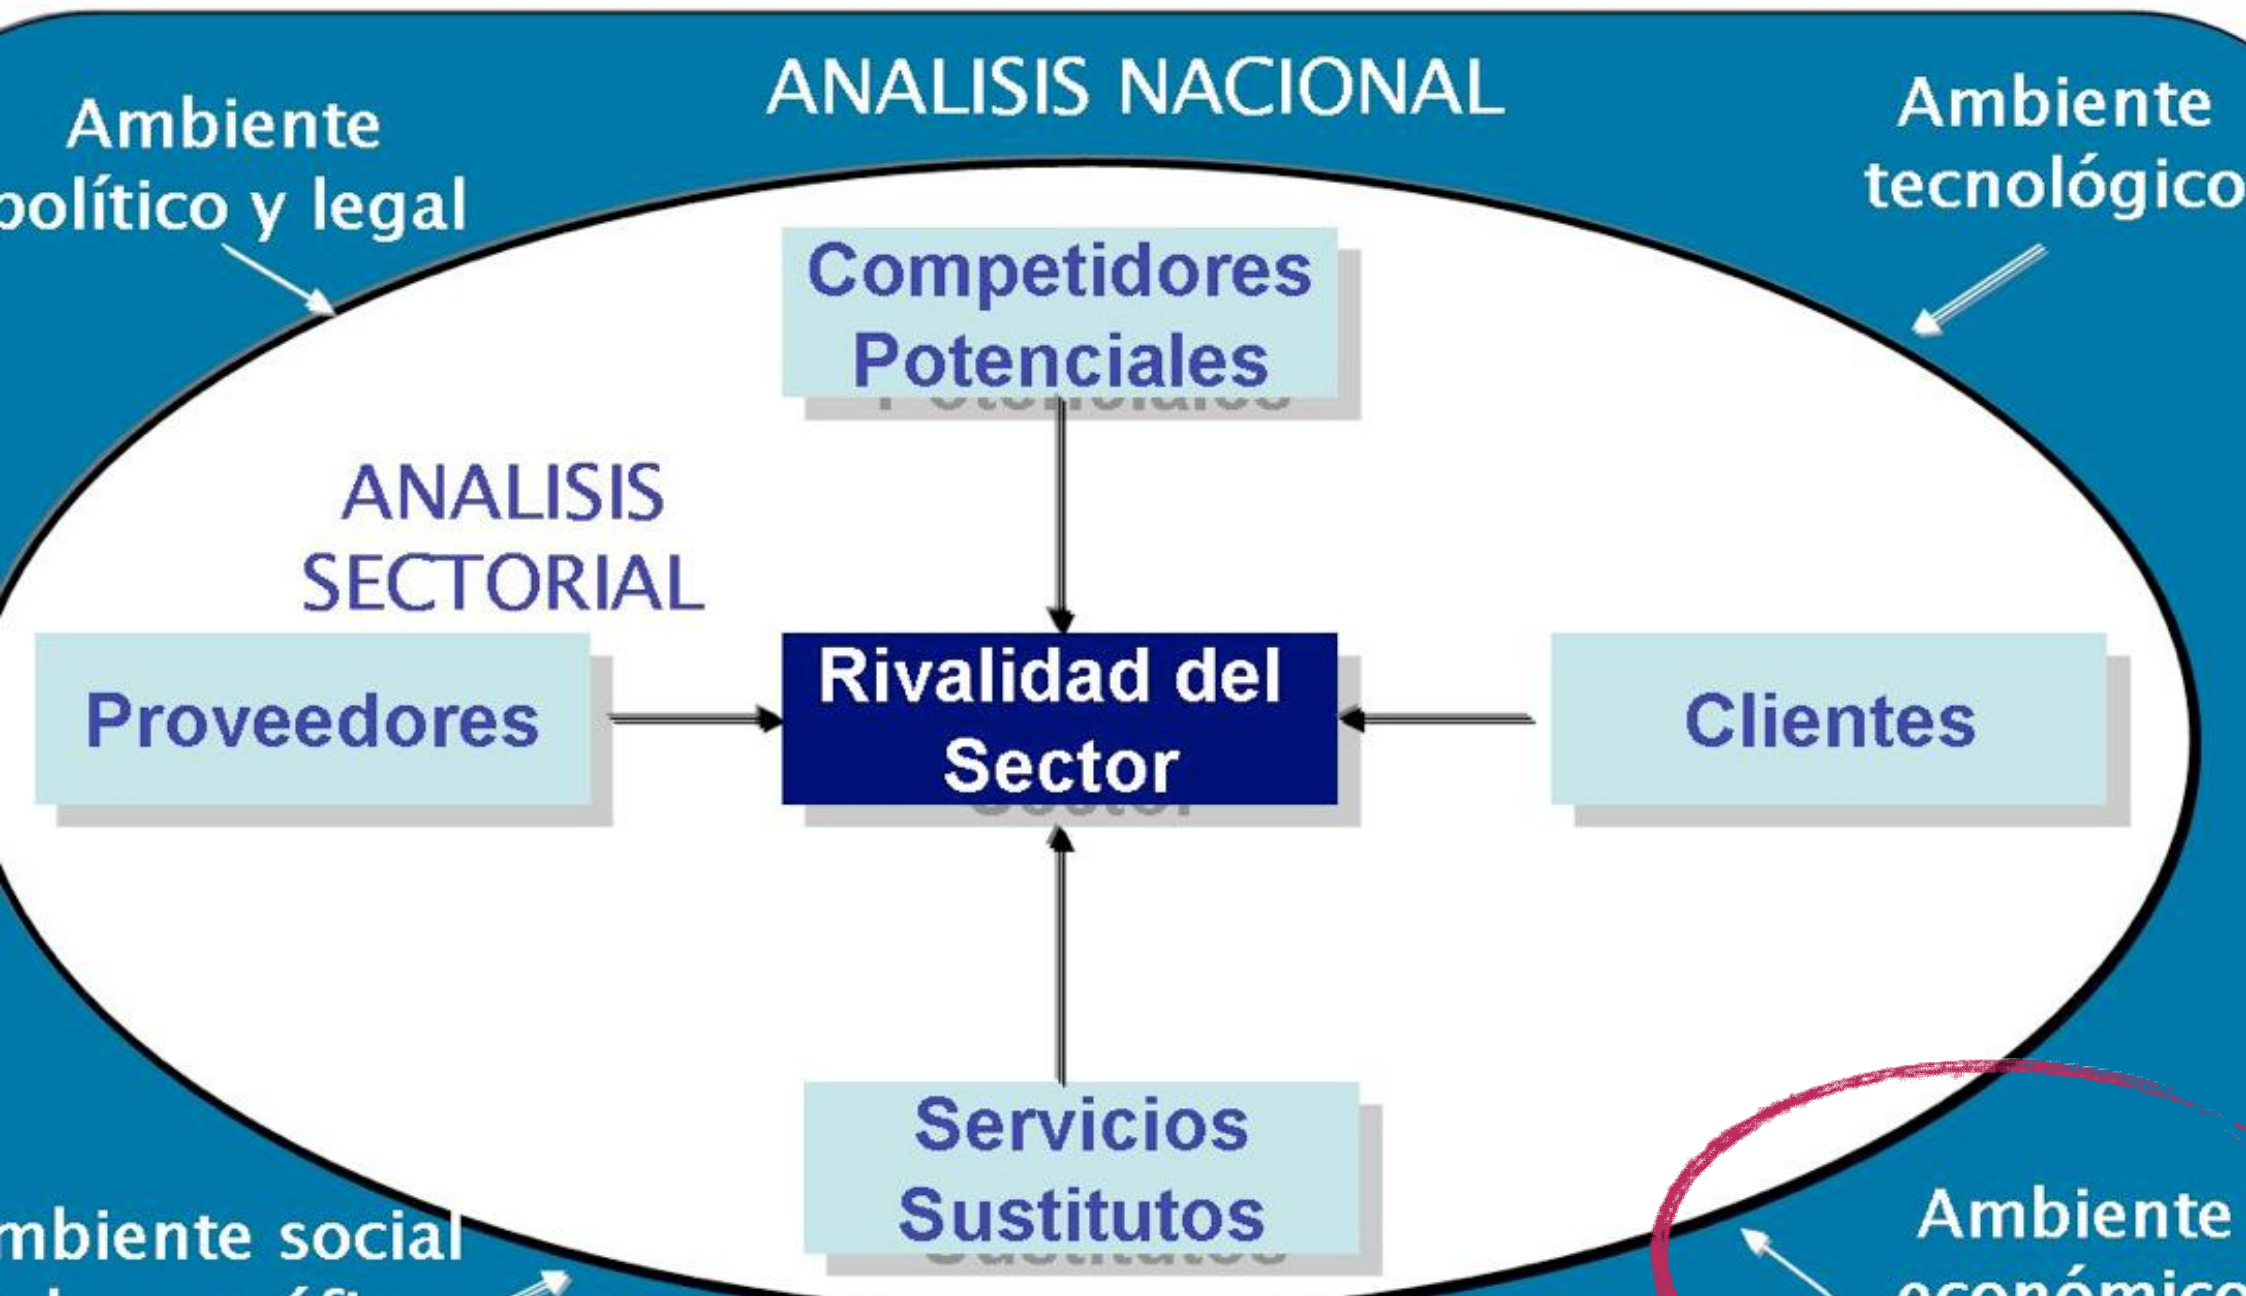 ANALISIS NACIONAL
Ambiente
político y legal
Ambiente
tecnológico
Competidores
Potenciales
ANALISIS
SECTORIAL
Proveedores
Rivalidad del
Sector
Clientes
Servicios
Sustitutos
mbiente social
Ambiente
económico